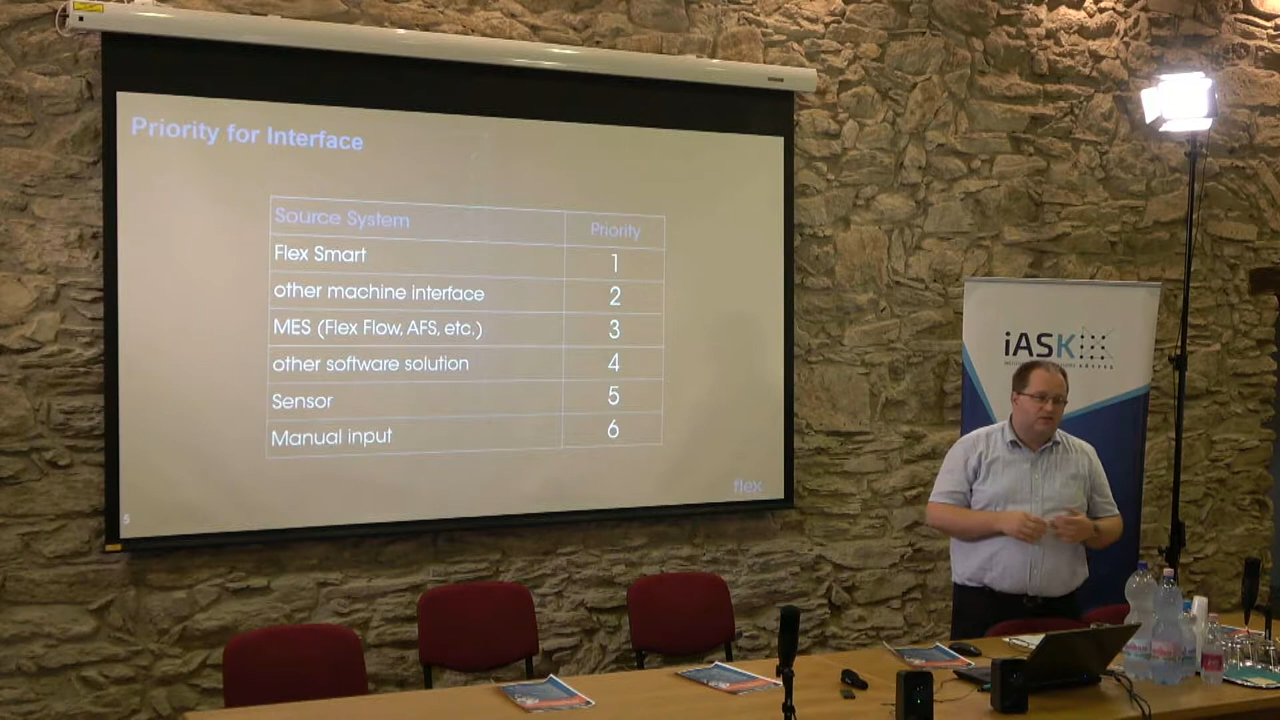 Priority for Interface
Source System Priority
Flex Smart 1
other machine interface 2
MES (Flex Flow, AFS, etc.) 3
other software solution 4
Sensor 5
Manual input 6
flex
5
iASK
KŐSZEG